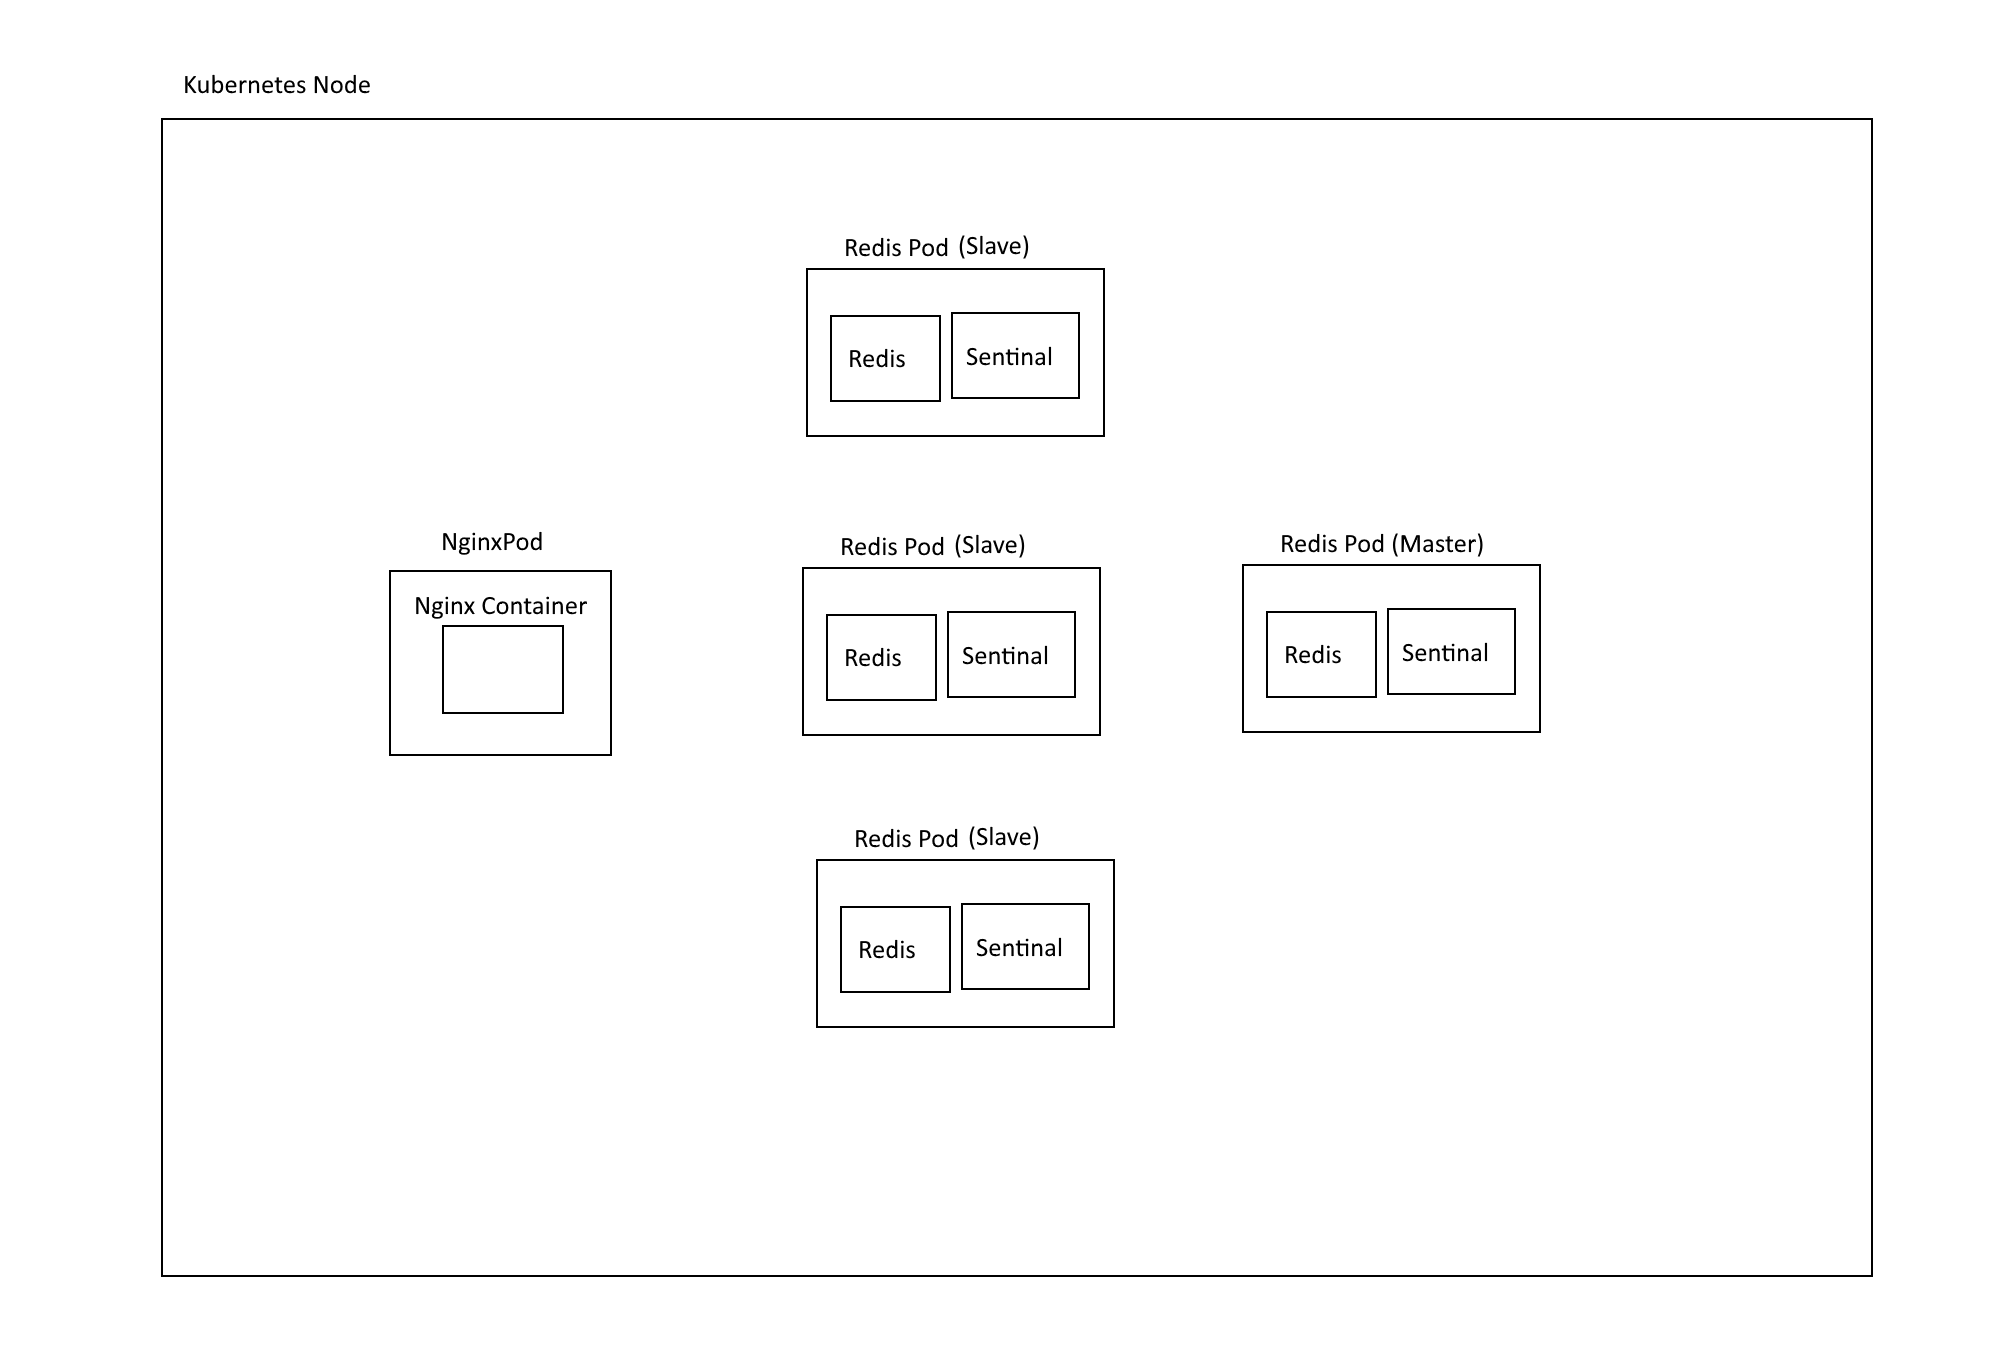 Kubernetes Node
Redis Pod (Slave)
Redis
Sentinal
NginxPod
Nginx Container
Redis Pod (Slave)
Redis
Sentinal
Redis Pod (Master)
Redis
Sentinal
Redis Pod (Slave)
Redis
Sentinal